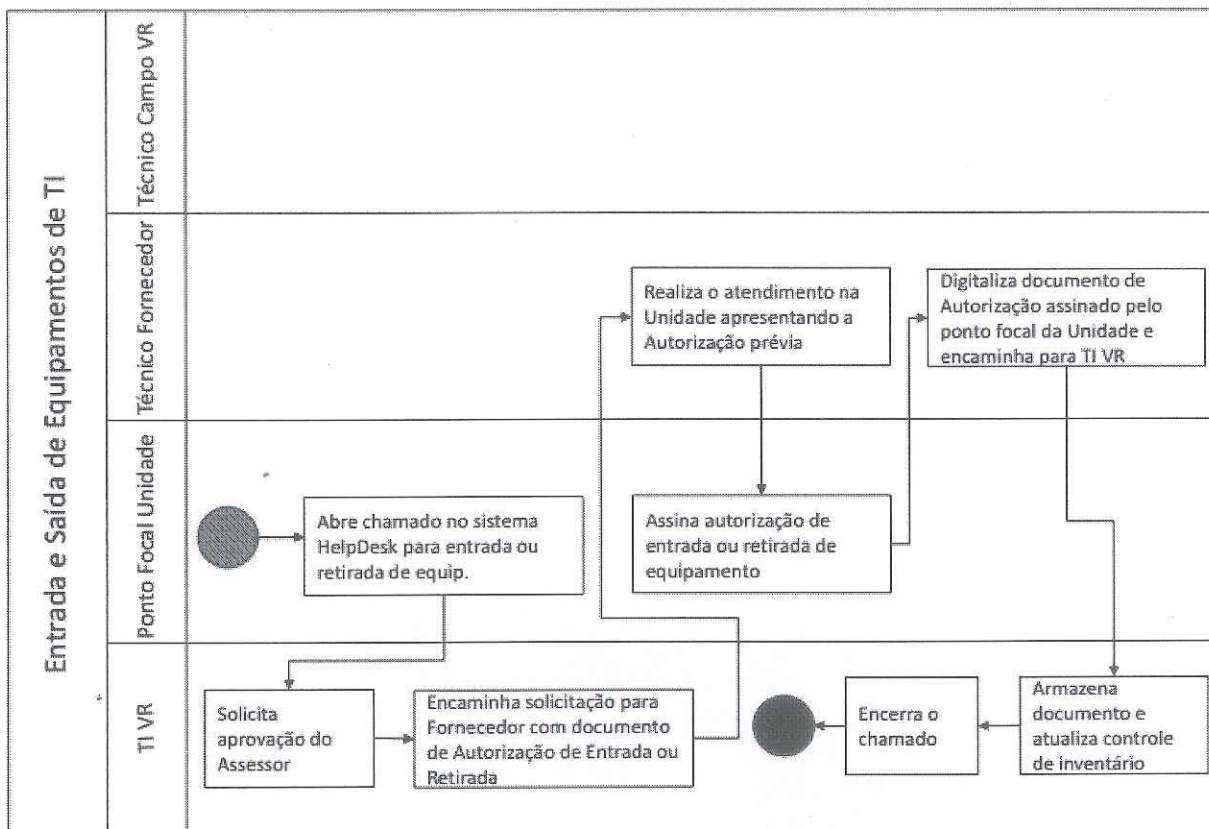 Entrada e Saída de Equipamentos de TI
Técnico Campo VR
Técnico Fornecedor
Realiza o atendimento na
Unidade apresentando a
Autorização prévia
Digitaliza documento de
Autorização assinado pelo
ponto focal da Unidade e
encaminha para TI VR
Ponto Focal Unidade
Abre chamado no sistema
HelpDesk para entrada ou
retirada de equip.
Assina autorização de
entrada ou retirada de
equipamento
TI VR
Solicita
aprovação do
Assessor
Encaminha solicitação para
Fornecedor com documento
de Autorização de Entrada ou
Retirada
Encerra o
chamado
Armazena
documento e
atualiza controle
de inventário